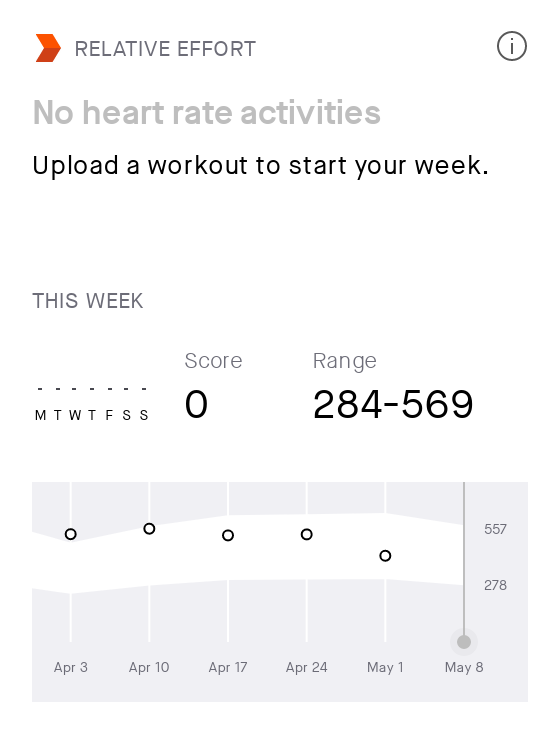 RELATIVE EFFORT
No heart rate activities
Upload a workout to start your week.
THIS WEEK
Score Range
- - - - - - -
M T W T F S S
0 284-569
557
278
Apr 3 Apr 10 Apr 17 Apr 24 May 1 May 8